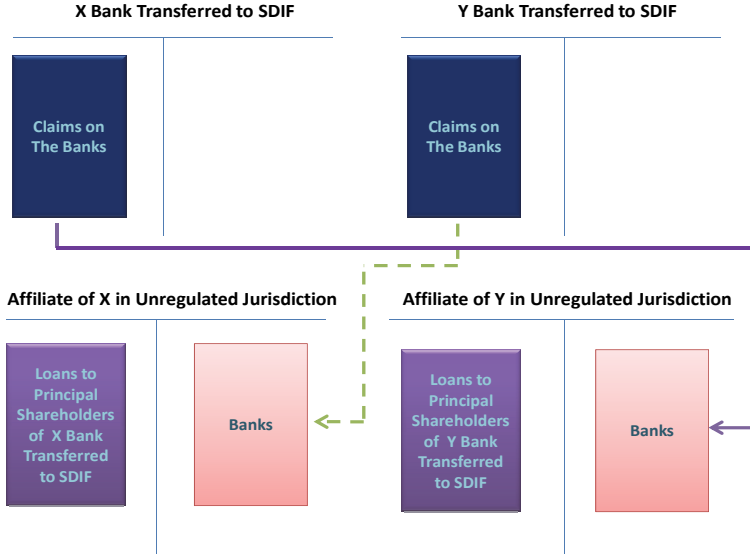 X Bank Transferred to SDIF
Y Bank Transferred to SDIF
Claims on
The Banks
Claims on
The Banks
Affiliate of X in Unregulated Jurisdiction
Affiliate of Y in Unregulated Jurisdiction
Loans to
Principal
Shareholders
of X Bank
Transferred
to SDIF
Banks
Loans to
Principal
Shareholders
of Y Bank
Transferred
to SDIF
Banks